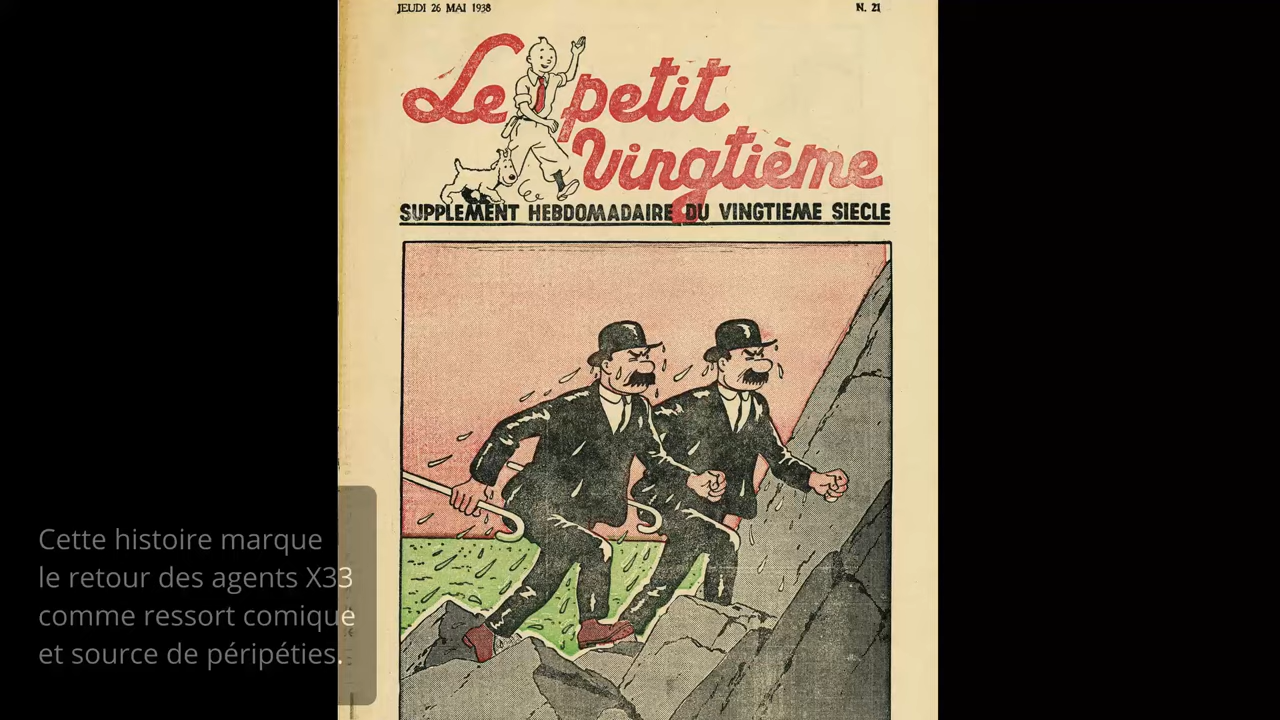 JEUDI 26 MAI 1938
N. 21
Le petit
Vingtième
SUPPLEMENT HEBDOMADAIRE DU VINGTIEME SIECLE
Cette histoire marque
le retour des agents X33
comme ressort comique
et source de péripéties.